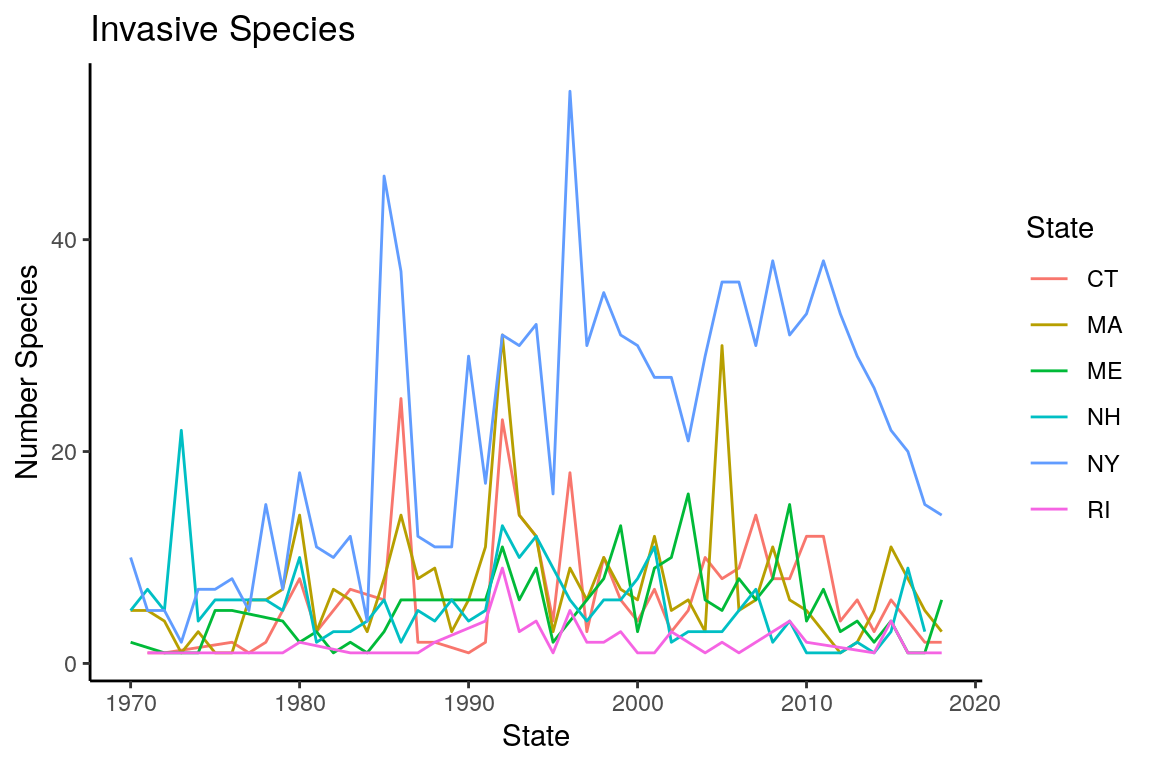 Invasive Species
Number Species
40
20
0
1970 1980 1990 2000 2010 2020
State
State
CT
MA
ME
NH
NY
RI